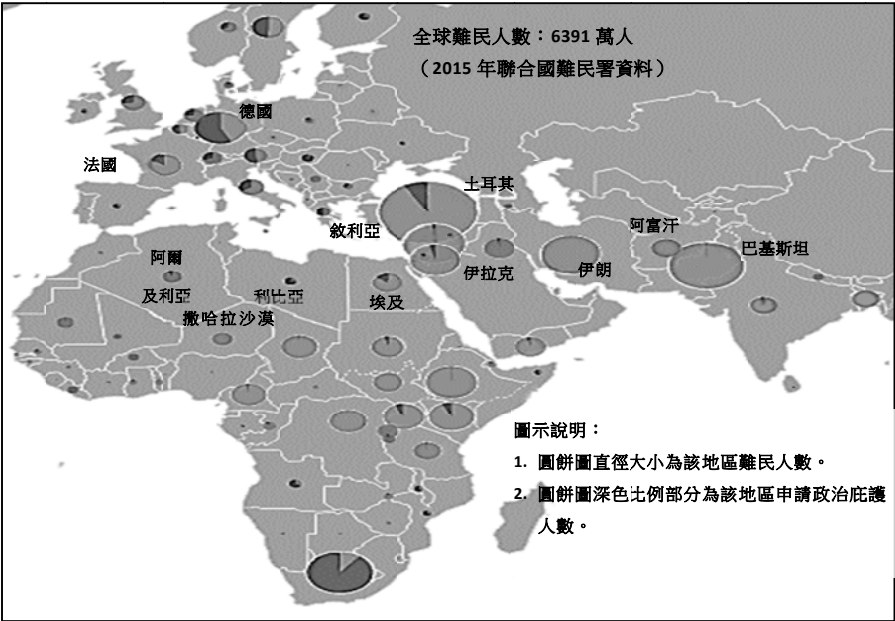 全球難民人數：6391 萬人
（2015 年聯合國難民署資料）
德國
法國
土耳其
敘利亞
阿富汗
巴基斯坦
伊拉克
伊朗
阿爾
及利亞
利比亞
埃及
撒哈拉沙漠
圖示說明：
1. 圓餅圖直徑大小為該地區難民人數。
2. 圓餅圖深色比例部分為該地區申請政治庇護
人數。